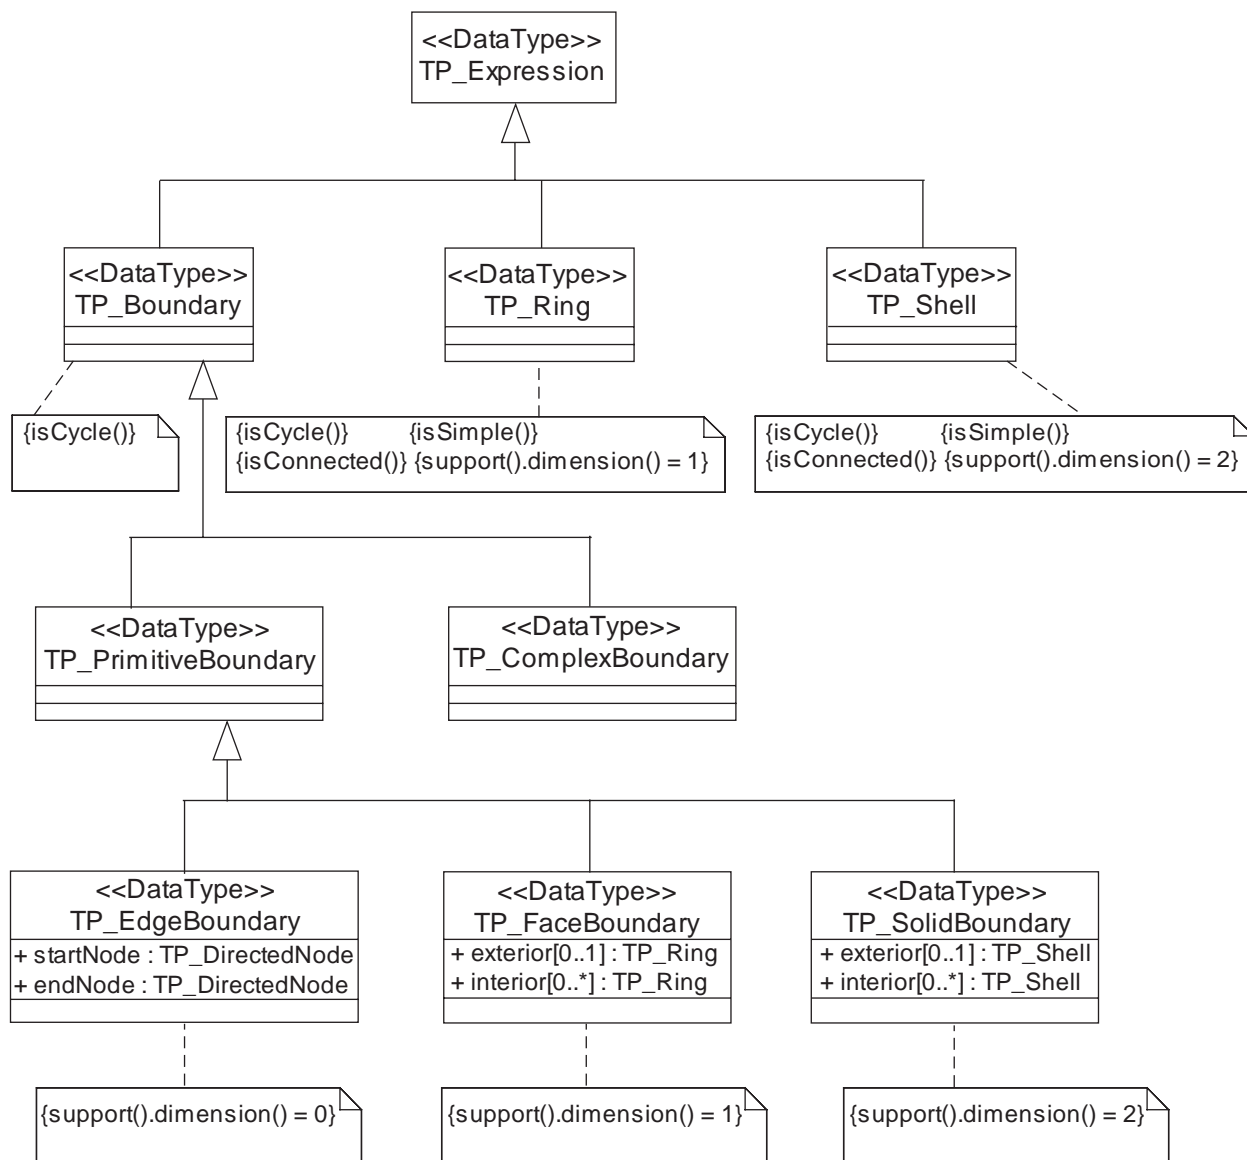 <<DataType>>
TP_Expression
<<DataType>>
TP_Boundary
<<DataType>>
TP_Ring
<<DataType>>
TP_Shell
{isCycle()}
{isCycle()} {isSimple()}
{isConnected()} {support().dimension() = 1}
{isCycle()} {isSimple()}
{isConnected()} {support().dimension() = 2}
<<DataType>>
TP_PrimitiveBoundary
<<DataType>>
TP_ComplexBoundary
<<DataType>>
TP_EdgeBoundary
+ startNode : TP_DirectedNode
+ endNode : TP_DirectedNode
<<DataType>>
TP_FaceBoundary
+ exterior[0..1] : TP_Ring
+ interior[0..*] : TP_Ring
<<DataType>>
TP_SolidBoundary
+ exterior[0..1] : TP_Shell
+ interior[0..*] : TP_Shell
{support().dimension() = 0}
{support().dimension() = 1}
{support().dimension() = 2}